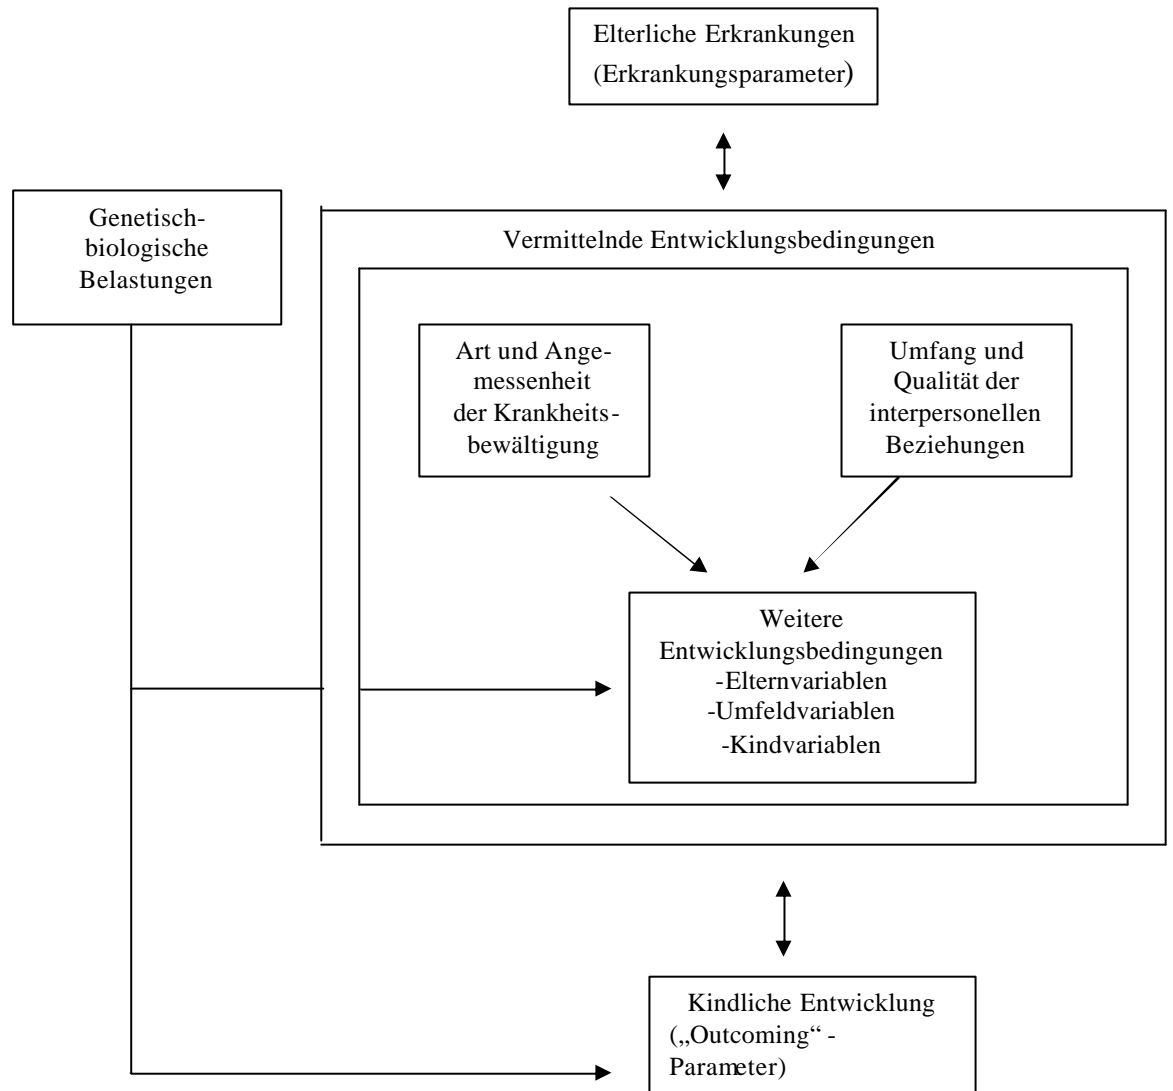 Elterliche Erkrankungen
(Erkrankungsparameter)
Genetisch-
biologische
Belastungen
Vermittelnde Entwicklungsbedingungen
Art und Ange-
messenheit
der Krankheits-
bewältigung
Umfang und
Qualität der
interpersonellen
Beziehungen
Weitere
Entwicklungsbedingungen
-Elternvariablen
-Umfeldvariablen
-Kindvariablen
Kindliche Entwicklung
(„Outcoming“ -
Parameter)